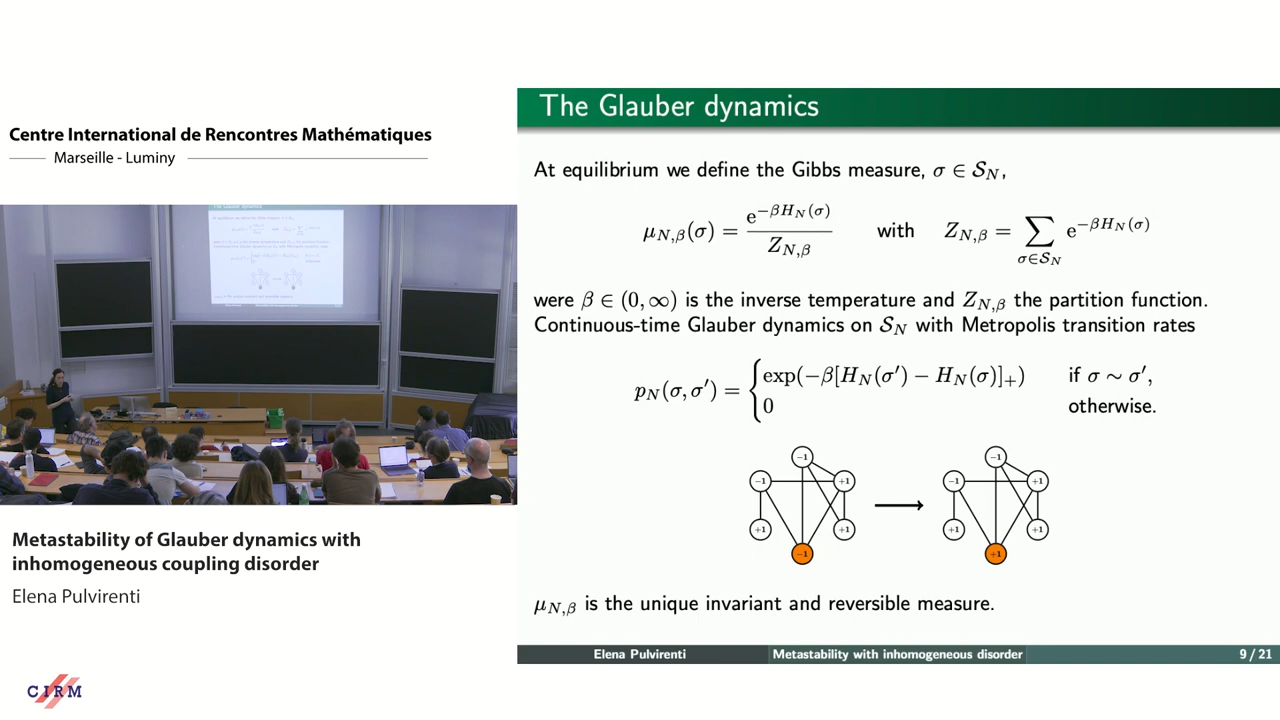 Centre International de Rencontres Mathématiques
Marseille - Luminy
Metastability of Glauber dynamics with
inhomogeneous coupling disorder
Elena Pulvirenti
CIRM
The Glauber dynamics
At equilibrium we define the Gibbs measure, σ ∈ 𝒮_N,
μ_{N,β}(σ) = e^{−βH_N(σ)} / Z_{N,β} with Z_{N,β} = ∑_{σ∈𝒮_N} e^{−βH_N(σ)}
were β ∈ (0, ∞) is the inverse temperature and Z_{N,β} the partition function.
Continuous-time Glauber dynamics on 𝒮_N with Metropolis transition rates
p_N(σ, σ′) = { exp(−β[H_N(σ′) − H_N(σ)]_+) if σ ∼ σ′,
0 otherwise.
−1 −1
−1 +1 −1 +1
+1 +1 +1 +1
−1 +1
μ_{N,β} is the unique invariant and reversible measure.
Elena Pulvirenti Metastability with inhomogeneous disorder 9 / 21